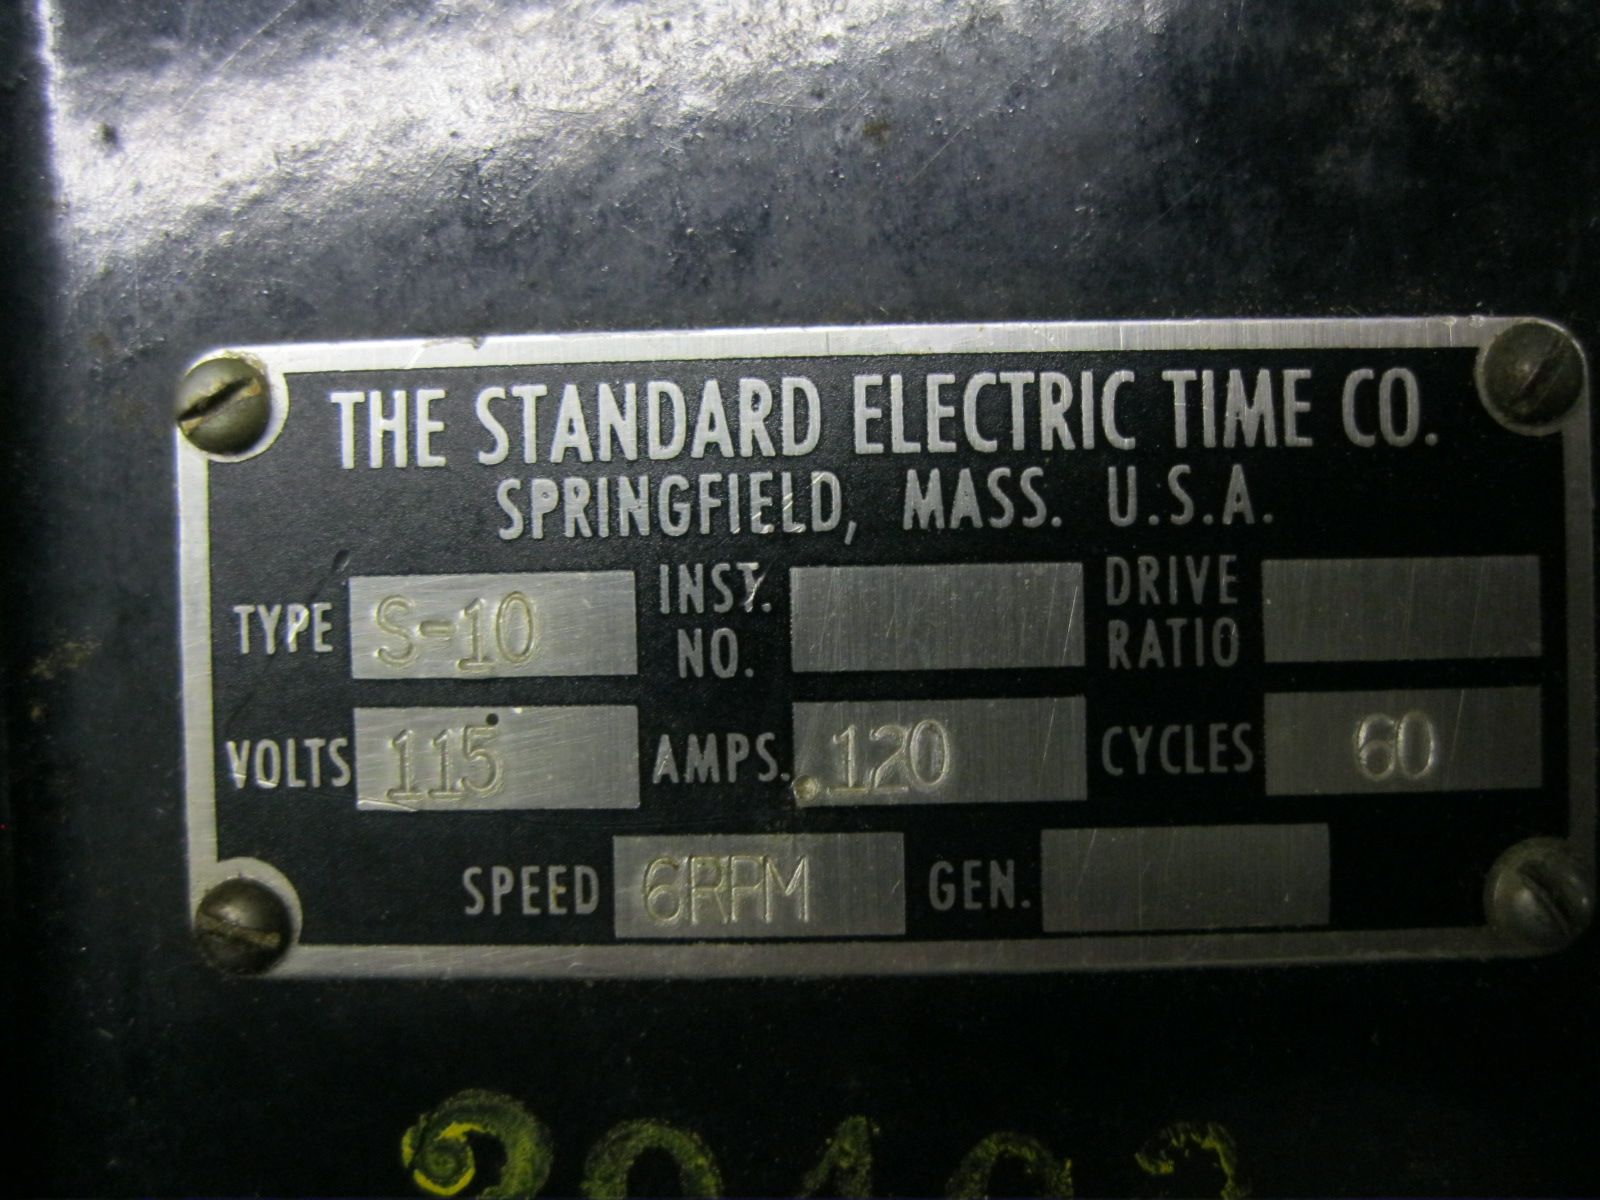 THE STANDARD ELECTRIC TIME CO.
SPRINGFIELD, MASS. U.S.A.
TYPE S-10 INST. NO. DRIVE RATIO
VOLTS 115 AMPS. .120 CYCLES 60
SPEED 6RPM GEN.